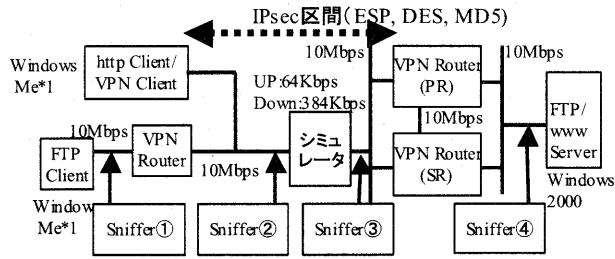 IPsec区間(ESP, DES, MD5)
10Mbps
10Mbps
Windows
Me*1
http Client/
VPN Client
UP:64Kbps
Down:384Kbps
VPN Router
(PR)
10Mbps
FTP/
www
Server
10Mbps
FTP
Client
VPN
Router
10Mbps
シミュ
レータ
VPN Router
(SR)
Window
Me*1
Windows
2000
Sniffer①
Sniffer②
Sniffer③
Sniffer④